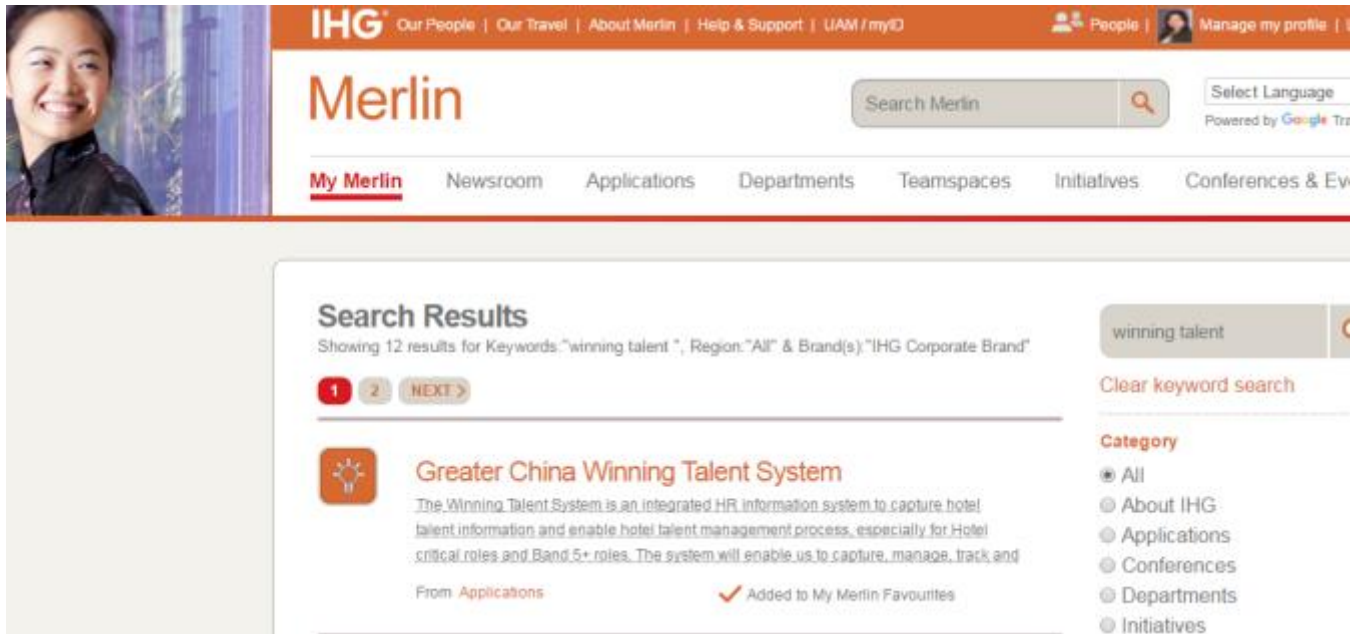 IHG Our People | Our Travel | About Merlin | Help & Support | UAM / myID People | Manage my profile |
Merlin
Search Merlin
Select Language
Powered by Google
My Merlin Newsroom Applications Departments Teamspaces Initiatives Conferences &
Search Results
Showing 12 results for Keywords:"winning talent ", Region:"All" & Brand(s):"IHG Corporate Brand"
1 2 NEXT >
Greater China Winning Talent System
The Winning Talent System is an integrated HR information system to capture hotel
talent information and enable hotel talent management process, especially for Hotel
critical roles and Band 5+ roles. The system will enable us to capture, manage, track and
From Applications Added to My Merlin Favourites
winning talent
Clear keyword search
Category
All
About IHG
Applications
Conferences
Departments
Initiatives